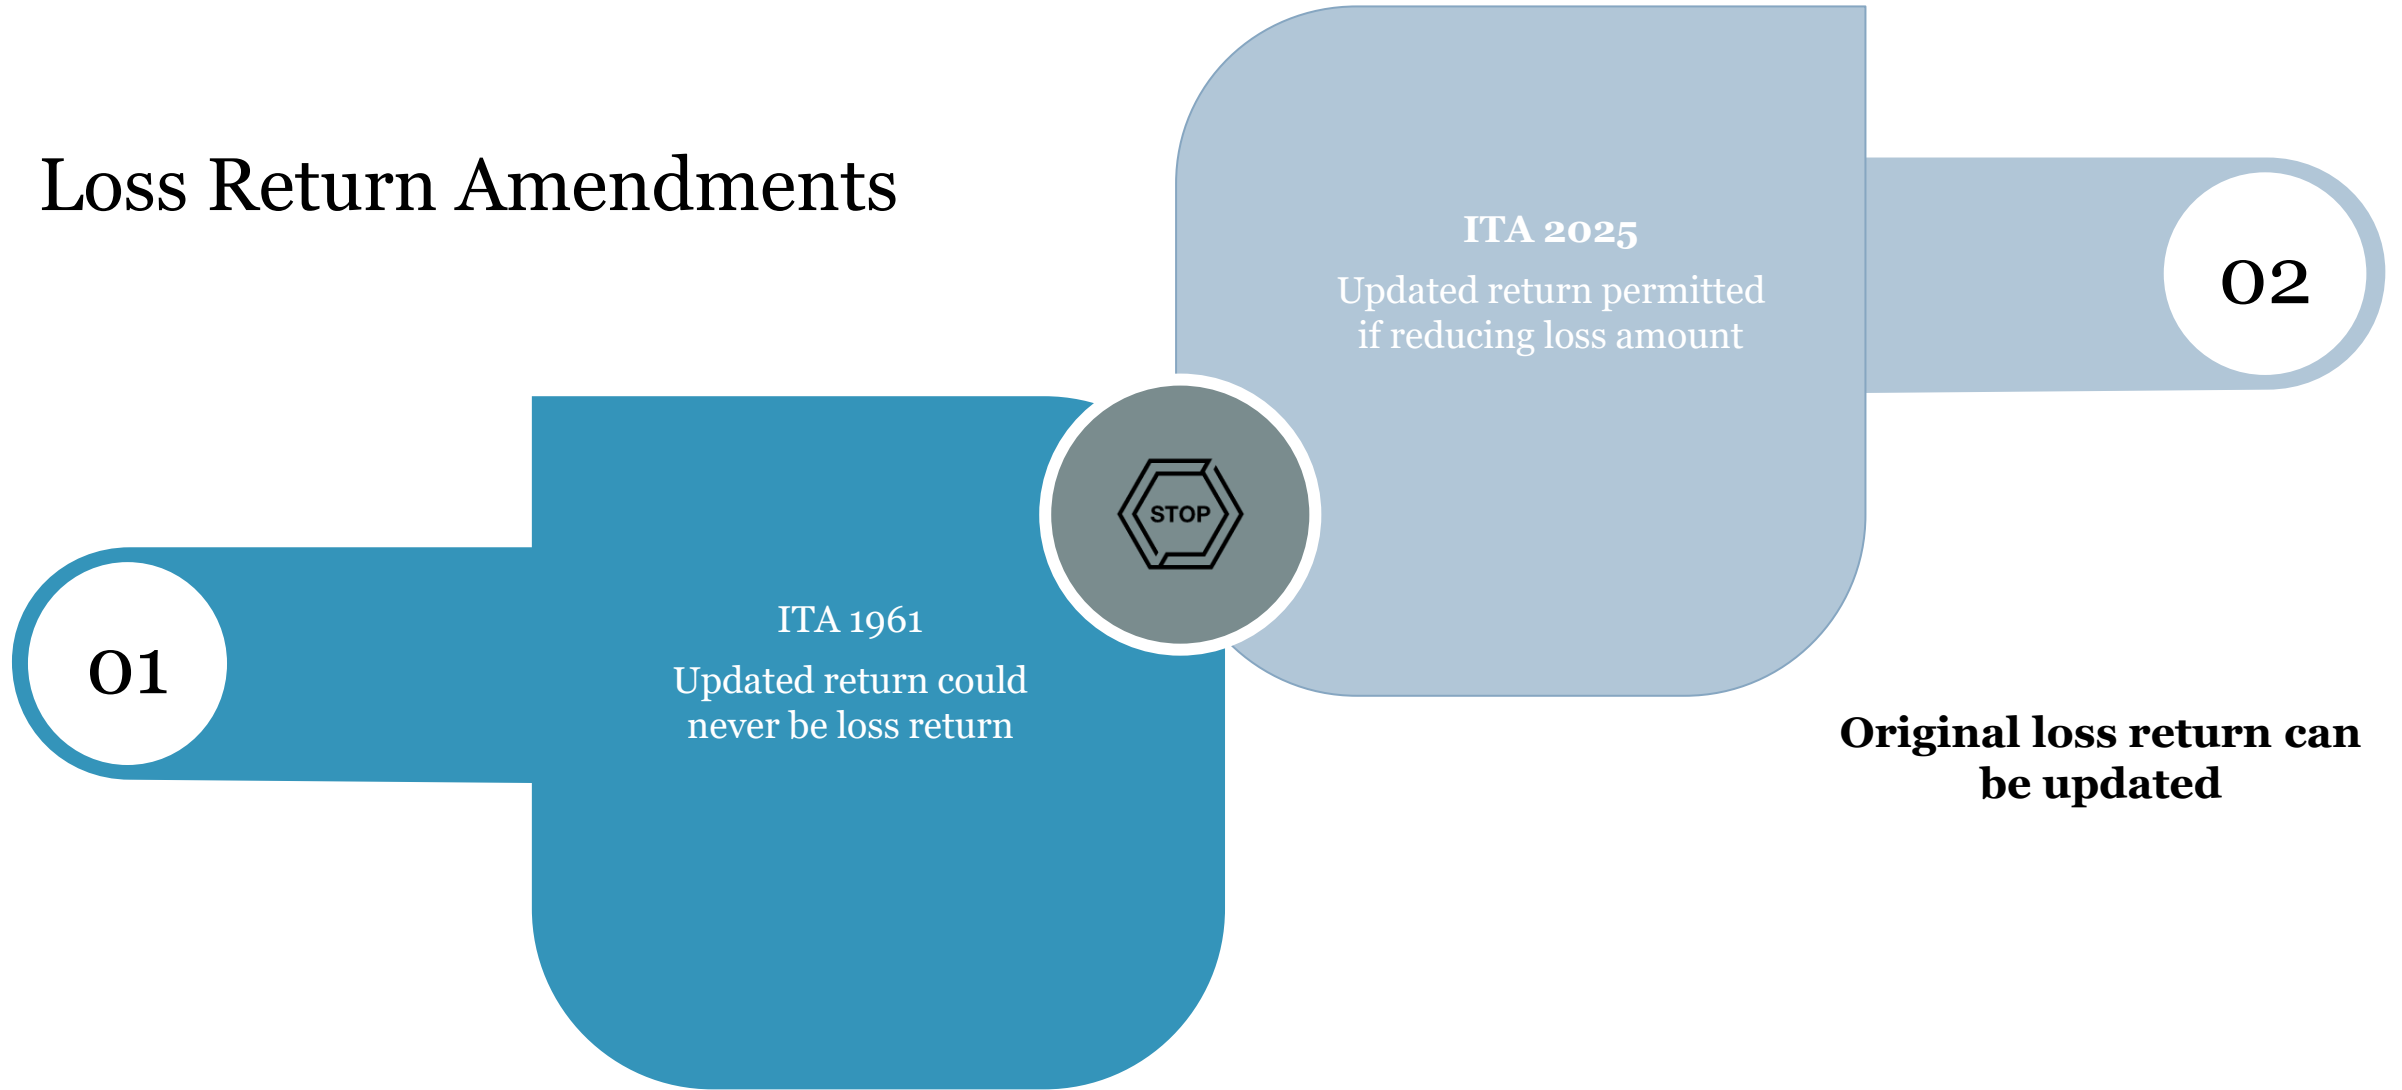 Loss Return Amendments
01
ITA 1961
Updated return could
never be loss return
STOP
ITA 2025
Updated return permitted
if reducing loss amount
02
Original loss return can
be updated